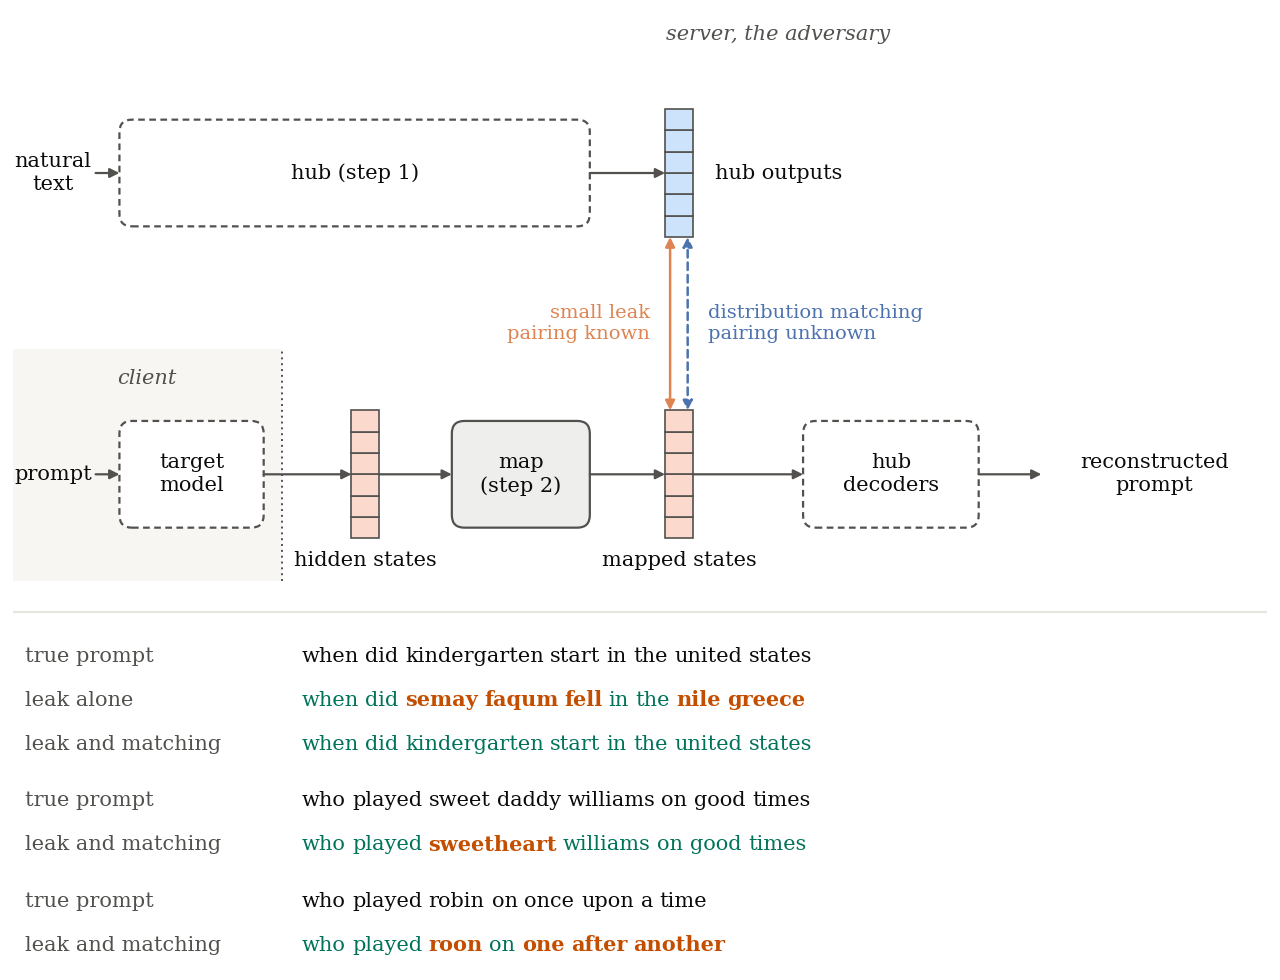 server, the adversary
natural
text
hub (step 1)
hub outputs
small leak
pairing known
distribution matching
pairing unknown
client
prompt
target
model
hidden states
map
(step 2)
mapped states
hub
decoders
reconstructed
prompt
true prompt when did kindergarten start in the united states
leak alone when did semay faqum fell in the nile greece
leak and matching when did kindergarten start in the united states
true prompt who played sweet daddy williams on good times
leak and matching who played sweetheart williams on good times
true prompt who played robin on once upon a time
leak and matching who played roon on one after another